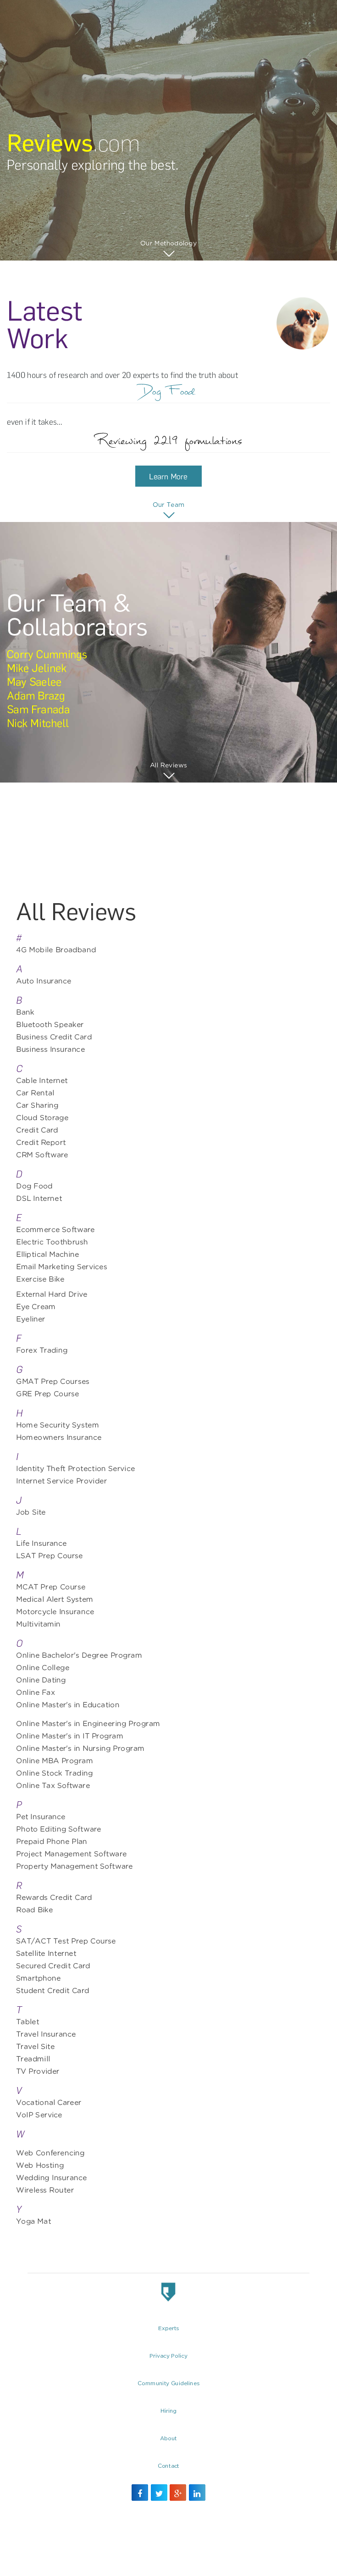 Reviews.com
Personally exploring the best.
Our Methodology
Latest
Work
1400 hours of research and over 20 experts to find the truth about
Dog Food
even if it takes...
Reviewing 2219 formulations
Learn More
Our Team
Our Team &
Collaborators
Corry Cummings
Mike Jelinek
May Saelee
Adam Brazg
Sam Franada
Nick Mitchell
All Reviews
All Reviews
#
4G Mobile Broadband
A
Auto Insurance
B
Bank
Bluetooth Speaker
Business Credit Card
Business Insurance
C
Cable Internet
Car Rental
Car Sharing
Cloud Storage
Credit Card
Credit Report
CRM Software
D
Dog Food
DSL Internet
E
Ecommerce Software
Electric Toothbrush
Elliptical Machine
Email Marketing Services
Exercise Bike
External Hard Drive
Eye Cream
Eyeliner
F
Forex Trading
G
GMAT Prep Courses
GRE Prep Course
H
Home Security System
Homeowners Insurance
I
Identity Theft Protection Service
Internet Service Provider
J
Job Site
L
Life Insurance
LSAT Prep Course
M
MCAT Prep Course
Medical Alert System
Motorcycle Insurance
Multivitamin
O
Online Bachelor's Degree Program
Online College
Online Dating
Online Fax
Online Master's in Education
Online Master's in Engineering Program
Online Master's in IT Program
Online Master's in Nursing Program
Online MBA Program
Online Stock Trading
Online Tax Software
P
Pet Insurance
Photo Editing Software
Prepaid Phone Plan
Project Management Software
Property Management Software
R
Rewards Credit Card
Road Bike
S
SAT/ACT Test Prep Course
Satellite Internet
Secured Credit Card
Smartphone
Student Credit Card
T
Tablet
Travel Insurance
Travel Site
Treadmill
TV Provider
V
Vocational Career
VoIP Service
W
Web Conferencing
Web Hosting
Wedding Insurance
Wireless Router
Y
Yoga Mat
Experts
Privacy Policy
Community Guidelines
Hiring
About
Contact